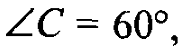 ∠C = 60°,